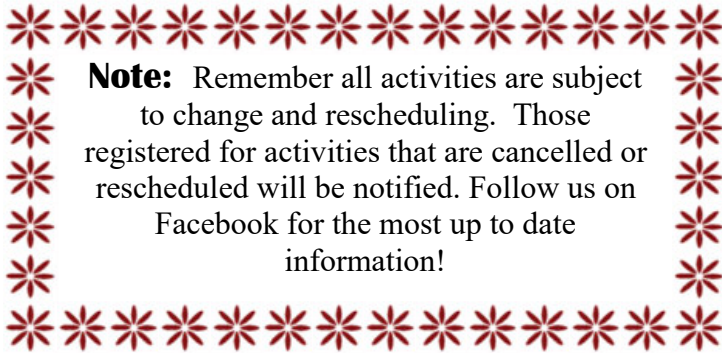 Note: Remember all activities are subject
to change and rescheduling. Those
registered for activities that are cancelled or
rescheduled will be notified. Follow us on
Facebook for the most up to date
information!